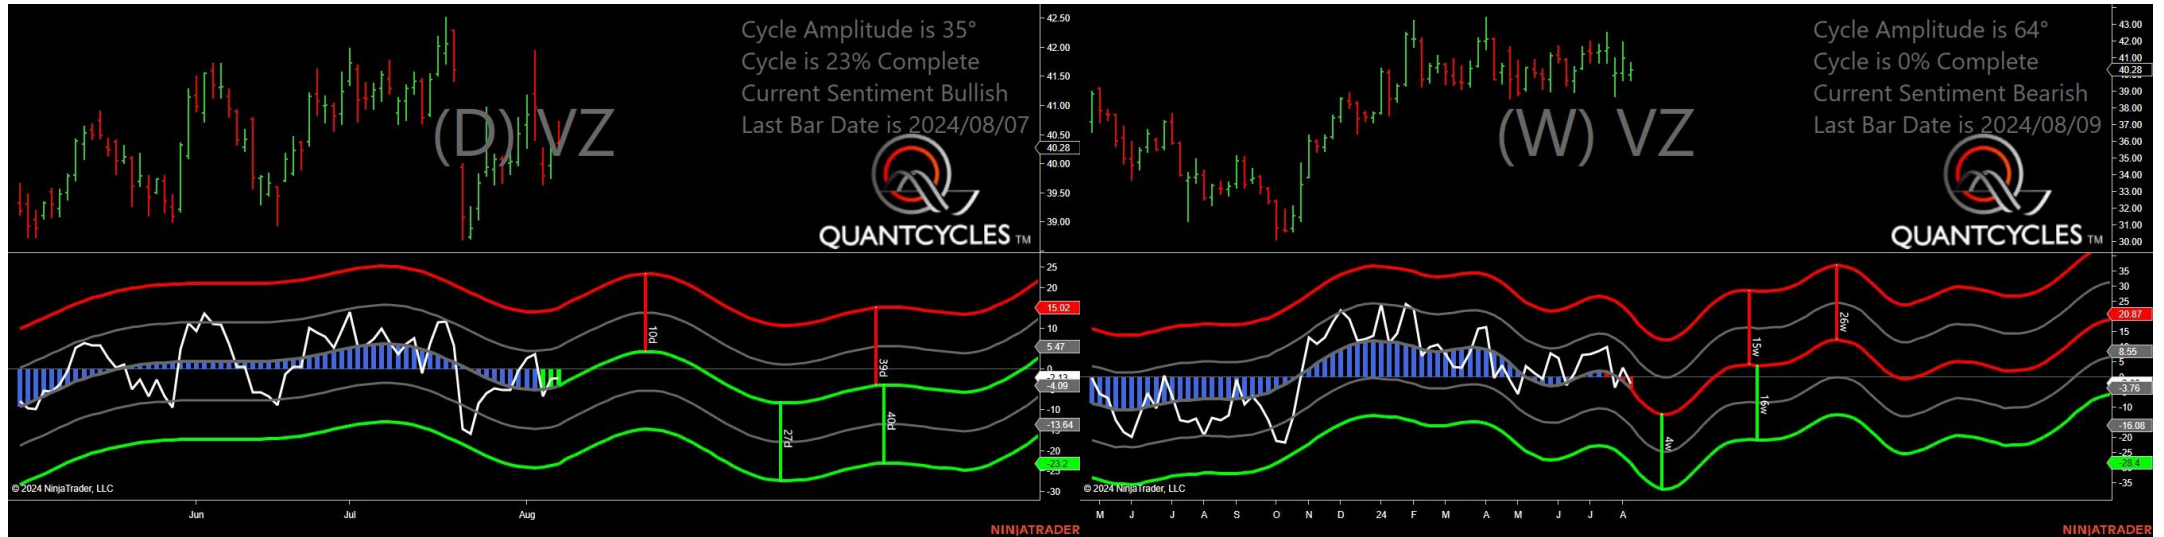 Cycle Amplitude is 35°
Cycle is 23% Complete
Current Sentiment Bullish
Last Bar Date is 2024/08/07
(D) VZ
QUANTCYCLES TM
42.50
42.00
41.50
41.00
40.50
40.28
40.00
39.50
39.00
25
20
15.02
10
5.47
0
-4.09
-10
-13.64
-20
-23.2
-30
10d
27d
39d
40d
© 2024 NinjaTrader, LLC
Jun
Jul
Aug
NINJATRADER
Cycle Amplitude is 64°
Cycle is 0% Complete
Current Sentiment Bearish
Last Bar Date is 2024/08/09
(W) VZ
QUANTCYCLES TM
43.00
42.00
41.00
40.28
39.00
38.00
37.00
36.00
35.00
34.00
33.00
32.00
31.00
30.00
35
30
25
20.87
15
8.55
-3.76
-10
-16.08
-20
-25
-28.4
-35
4w
15w
16w
26w
© 2024 NinjaTrader, LLC
M J J A S O N D 24 F M A M J J A
NINJATRADER